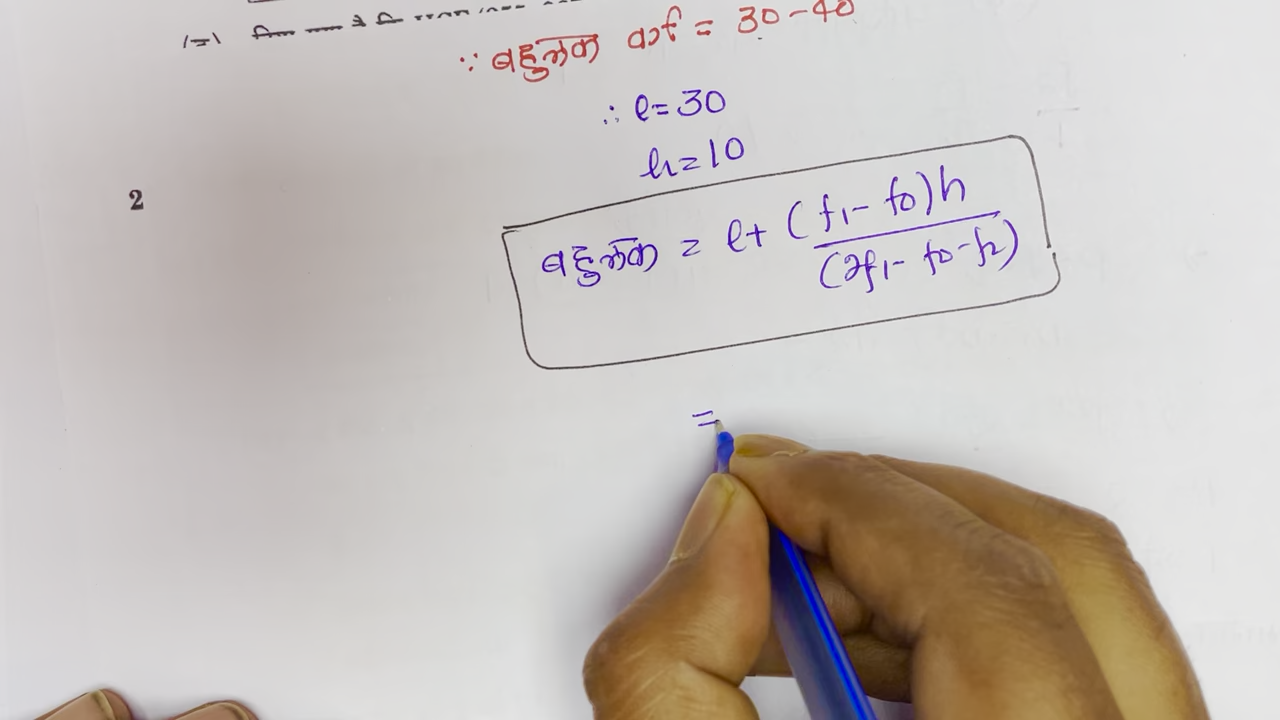 ∵ बहुलक वर्ग = 30-40
∴ l=30
h=10
2
बहुलक = l+ (f1-f0)h/(2f1-f0-f2)
=